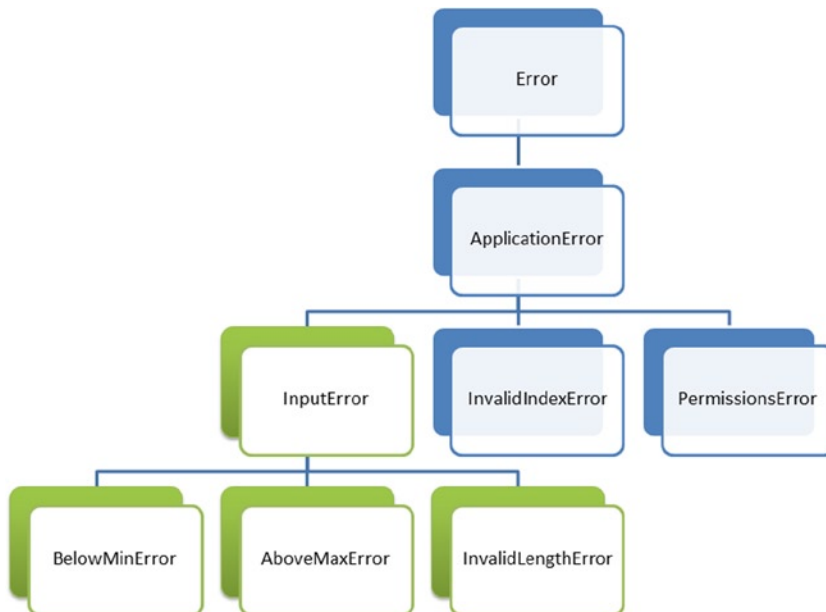 Error
ApplicationError
InputError
InvalidIndexError
PermissionsError
BelowMinError
AboveMaxError
InvalidLengthError